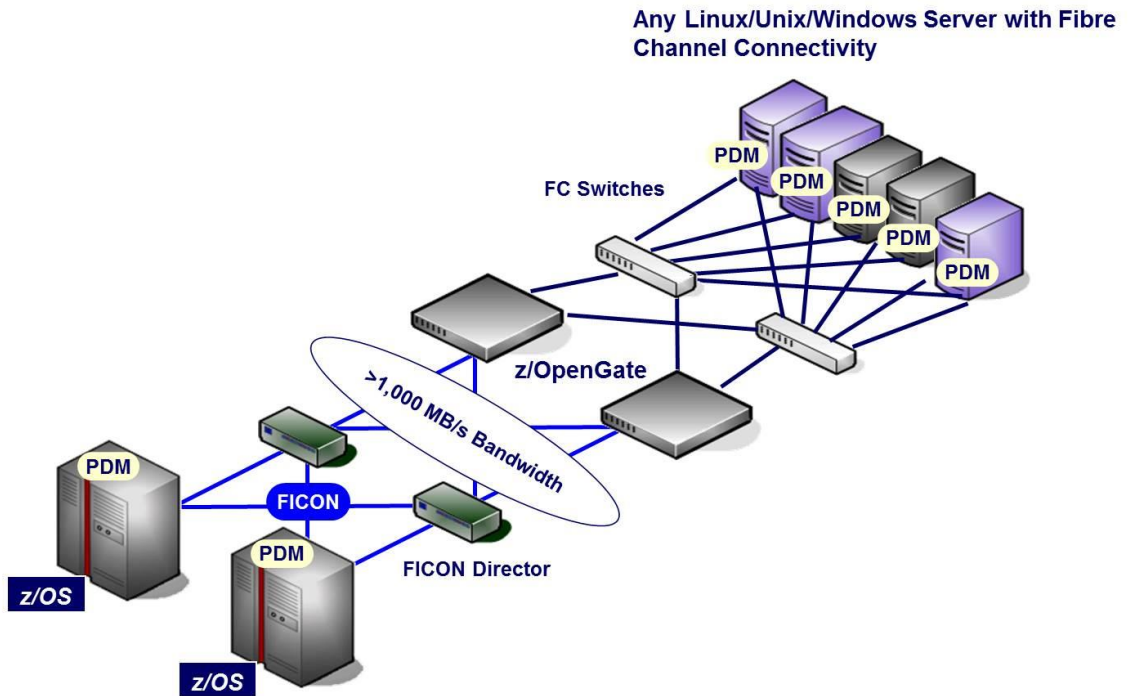 Any Linux/Unix/Windows Server with Fibre
Channel Connectivity
PDM
PDM
PDM
PDM
PDM
FC Switches
z/OpenGate
>1,000 MB/s Bandwidth
PDM
FICON
PDM
FICON Director
z/OS
z/OS